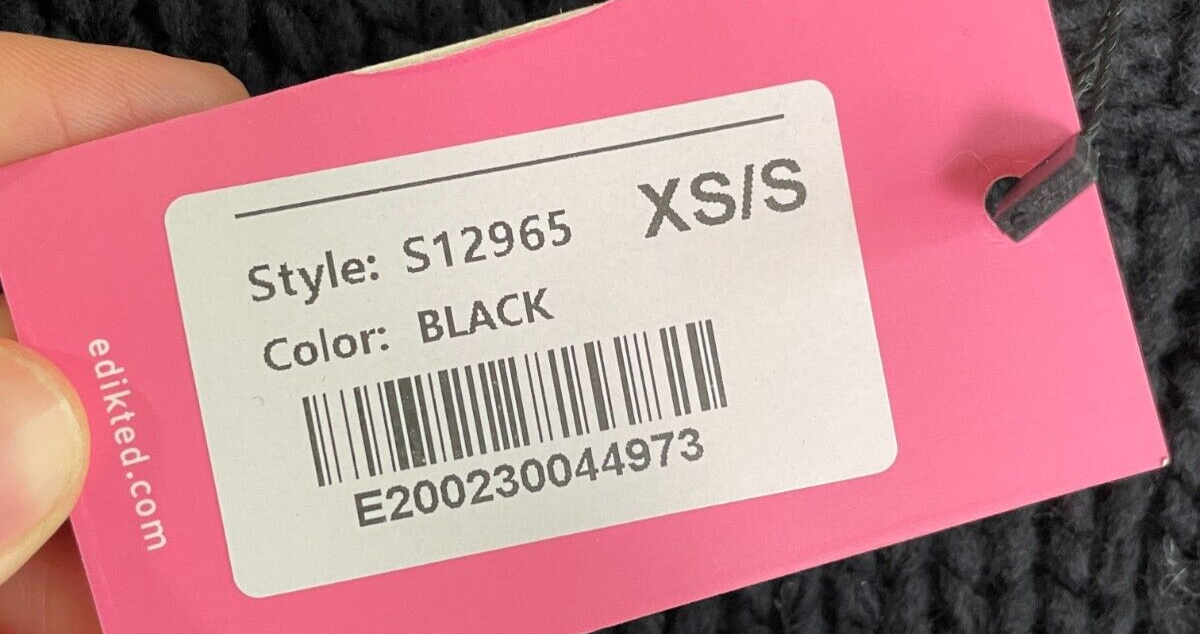 Style: S12965 XS/S
Color: BLACK
E200230044973
edikted.com